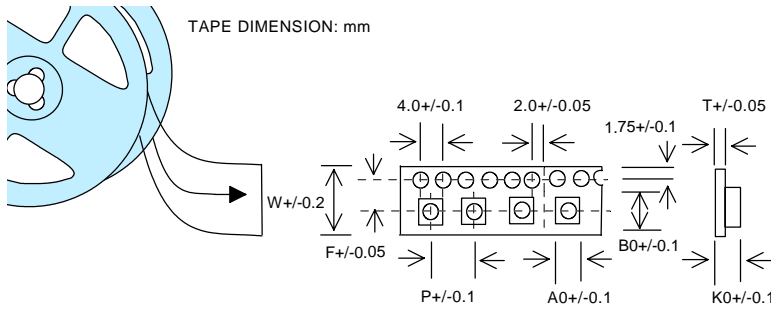 TAPE DIMENSION: mm
4.0+/-0.1
2.0+/-0.05
T+/-0.05
1.75+/-0.1
W+/-0.2
F+/-0.05
B0+/-0.1
P+/-0.1
A0+/-0.1
K0+/-0.1